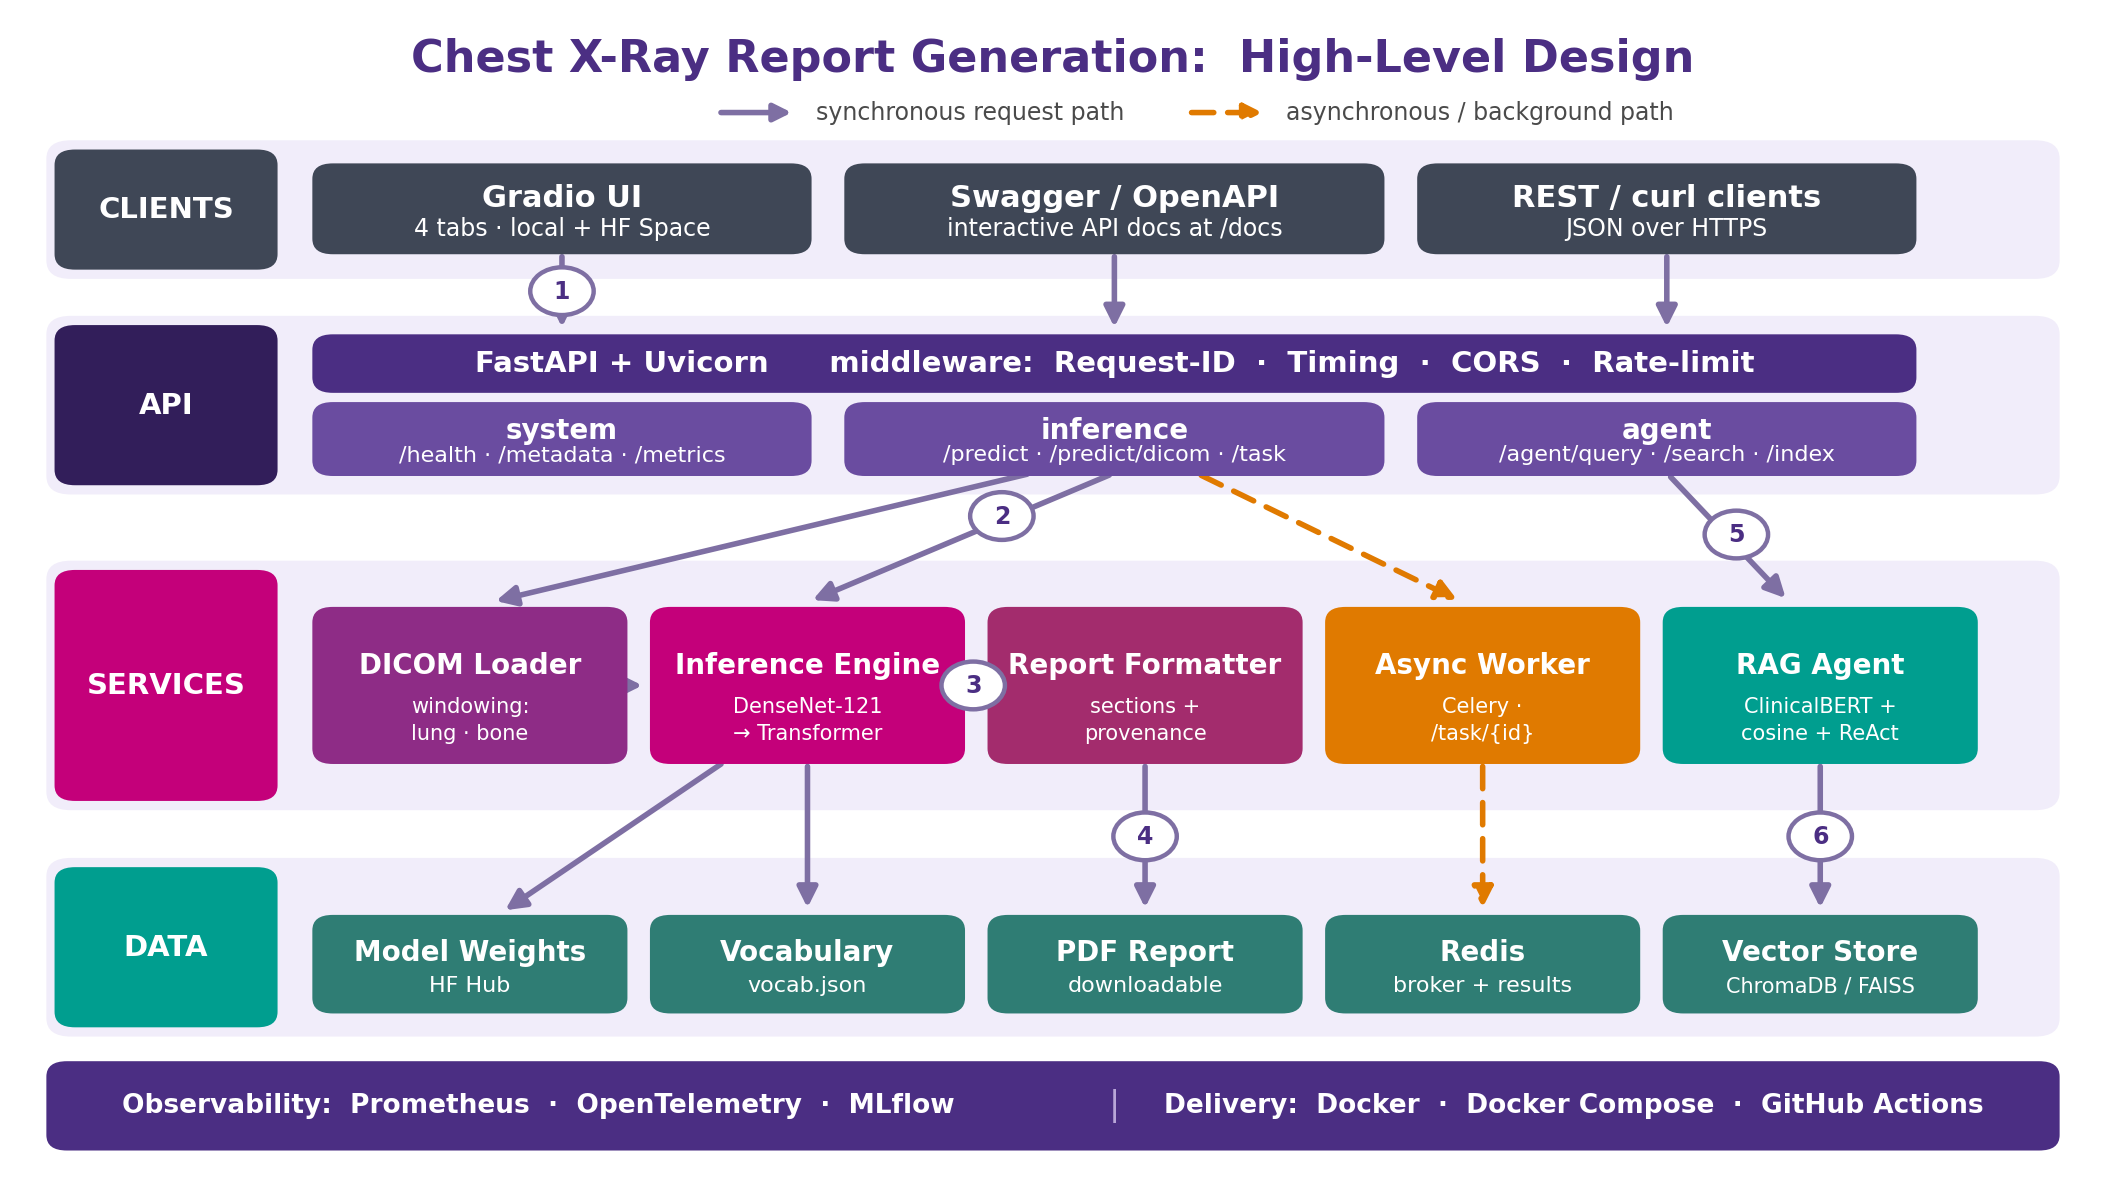 Chest X-Ray Report Generation:  High-Level Design
synchronous request path
asynchronous / background path
CLIENTS
Gradio UI
4 tabs · local + HF Space
Swagger / OpenAPI
interactive API docs at /docs
REST / curl clients
JSON over HTTPS
1
API
FastAPI + Uvicorn      middleware:  Request-ID  ·  Timing  ·  CORS  ·  Rate-limit
system
/health · /metadata · /metrics
inference
/predict · /predict/dicom · /task
agent
/agent/query · /search · /index
2
5
SERVICES
DICOM Loader
windowing:
lung · bone
Inference Engine
DenseNet-121
→ Transformer
3
Report Formatter
sections +
provenance
Async Worker
Celery ·
/task/{id}
RAG Agent
ClinicalBERT +
cosine + ReAct
4
6
DATA
Model Weights
HF Hub
Vocabulary
vocab.json
PDF Report
downloadable
Redis
broker + results
Vector Store
ChromaDB / FAISS
Observability:  Prometheus  ·  OpenTelemetry  ·  MLflow
|
Delivery:  Docker  ·  Docker Compose  ·  GitHub Actions